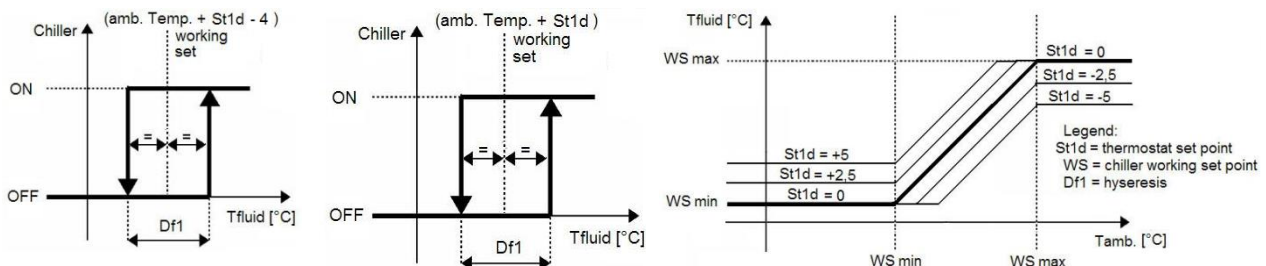 (amb. Temp. + St1d - 4)
Chiller
working
set
ON
= =
OFF
Tfluid [°C]
Df1
(amb. Temp. + St1d )
Chiller
working
set
ON
= =
OFF
Tfluid [°C]
Df1
Tfluid [°C]
WS max
St1d = 0
St1d = -2,5
St1d = -5
Legend:
St1d = thermostat set point
WS = chiller working set point
Df1 = hyseresis
St1d = +5
St1d = +2,5
St1d = 0
WS min
Tamb. [°C]
WS min
WS max